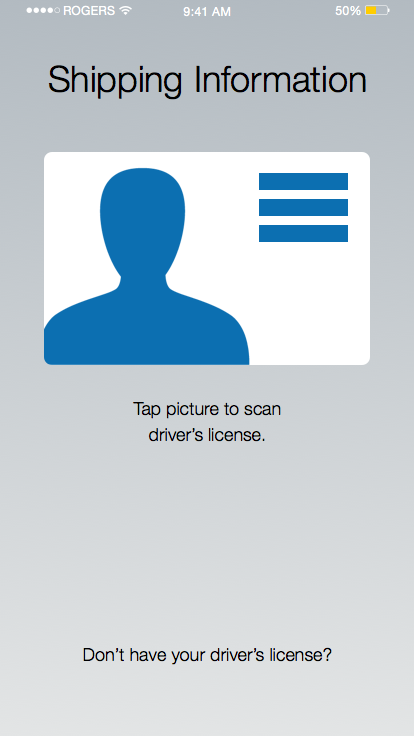 ROGERS 9:41 AM 50%
Shipping Information
Tap picture to scan
driver’s license.
Don’t have your driver’s license?